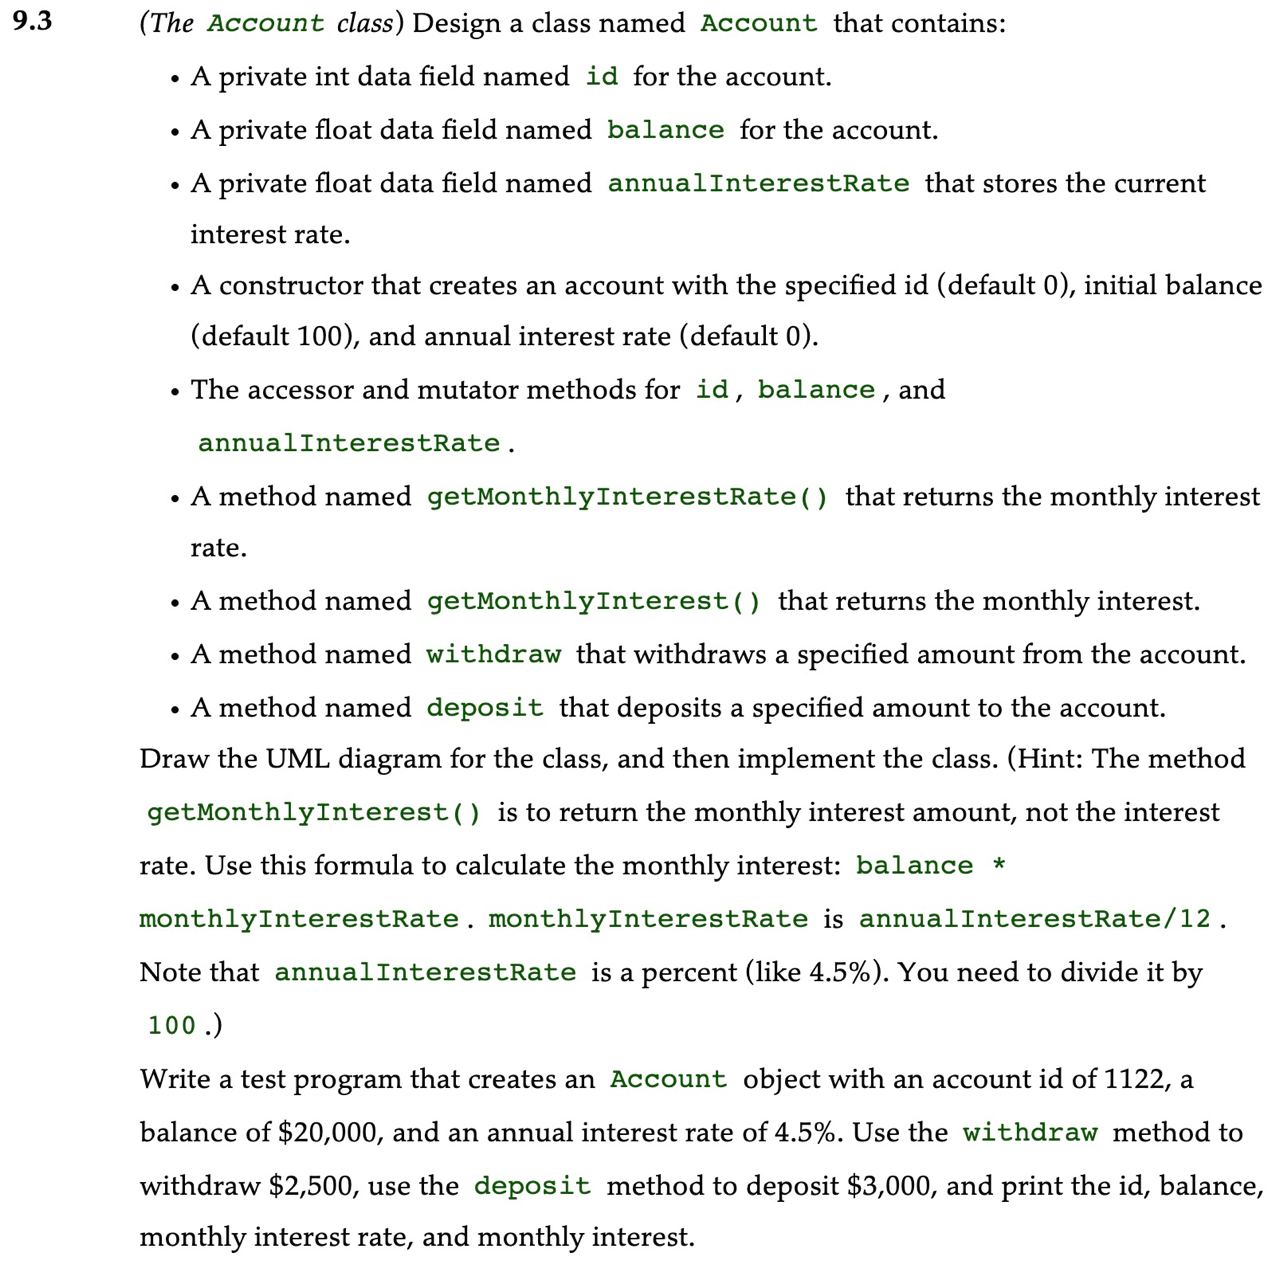 9.3 (The Account class) Design a class named Account that contains:
• A private int data field named id for the account.
• A private float data field named balance for the account.
• A private float data field named annualInterestRate that stores the current
interest rate.
• A constructor that creates an account with the specified id (default 0), initial balance
(default 100), and annual interest rate (default 0).
• The accessor and mutator methods for id, balance, and
annualInterestRate.
• A method named getMonthlyInterestRate() that returns the monthly interest
rate.
• A method named getMonthlyInterest() that returns the monthly interest.
• A method named withdraw that withdraws a specified amount from the account.
• A method named deposit that deposits a specified amount to the account.
Draw the UML diagram for the class, and then implement the class. (Hint: The method
getMonthlyInterest() is to return the monthly interest amount, not the interest
rate. Use this formula to calculate the monthly interest: balance *
monthlyInterestRate. monthlyInterestRate is annualInterestRate/12.
Note that annualInterestRate is a percent (like 4.5%). You need to divide it by
100.)
Write a test program that creates an Account object with an account id of 1122, a
balance of $20,000, and an annual interest rate of 4.5%. Use the withdraw method to
withdraw $2,500, use the deposit method to deposit $3,000, and print the id, balance,
monthly interest rate, and monthly interest.